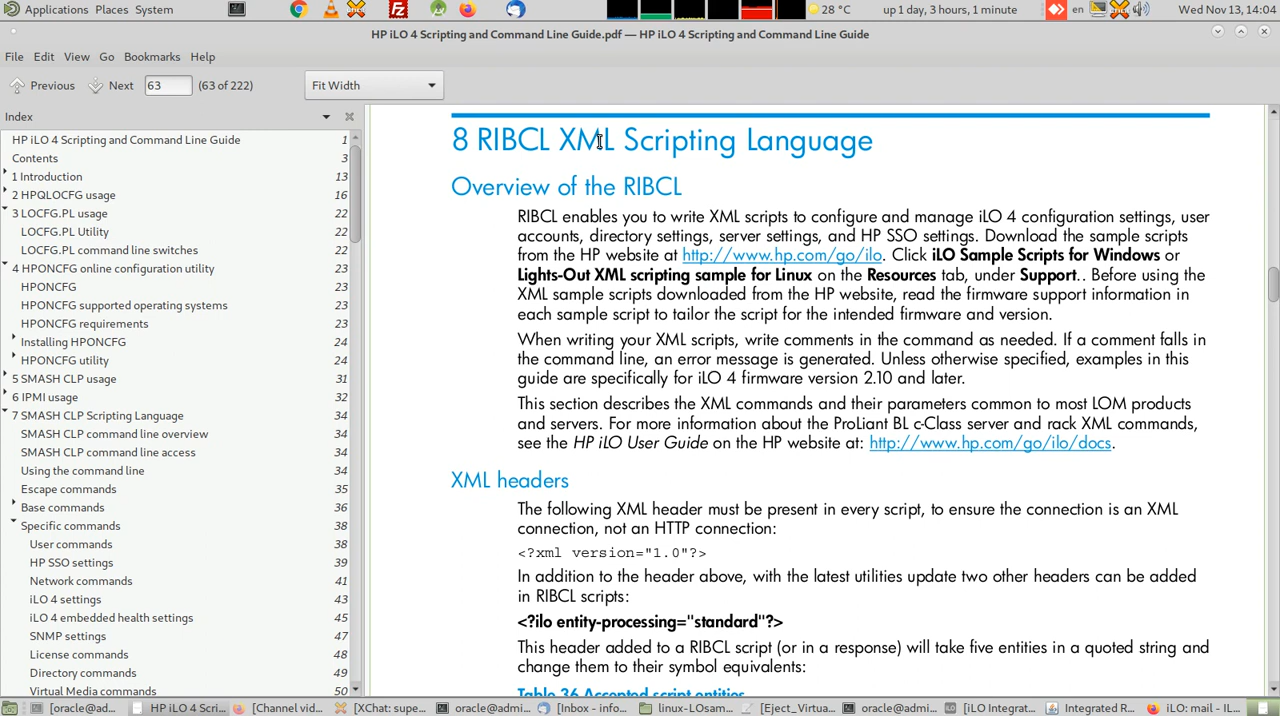 Applications Places System
28 °C up 1 day, 3 hours, 1 minute en Wed Nov 13, 14:04
HP iLO 4 Scripting and Command Line Guide.pdf — HP iLO 4 Scripting and Command Line Guide
File Edit View Go Bookmarks Help
Previous Next 63 (63 of 222) Fit Width
Index
HP iLO 4 Scripting and Command Line Guide 1
Contents 3
1 Introduction 13
2 HPQLOCFG usage 16
3 LOCFG.PL usage 22
LOCFG.PL Utility 22
LOCFG.PL command line switches 22
4 HPONCFG online configuration utility 23
HPONCFG 23
HPONCFG supported operating systems 23
HPONCFG requirements 23
Installing HPONCFG 24
HPONCFG utility 24
5 SMASH CLP usage 31
6 IPMI usage 32
7 SMASH CLP Scripting Language 34
SMASH CLP command line overview 34
SMASH CLP command line access 34
Using the command line 34
Escape commands 35
Base commands 36
Specific commands 38
User commands 38
HP SSO settings 39
Network commands 41
iLO 4 settings 43
iLO 4 embedded health settings 45
SNMP settings 47
License commands 48
Directory commands 49
Virtual Media commands 50
8 RIBCL XML Scripting Language
Overview of the RIBCL
RIBCL enables you to write XML scripts to configure and manage iLO 4 configuration settings, user
accounts, directory settings, server settings, and HP SSO settings. Download the sample scripts
from the HP website at http://www.hp.com/go/ilo. Click iLO Sample Scripts for Windows or
Lights-Out XML scripting sample for Linux on the Resources tab, under Support.. Before using the
XML sample scripts downloaded from the HP website, read the firmware support information in
each sample script to tailor the script for the intended firmware and version.
When writing your XML scripts, write comments in the command as needed. If a comment falls in
the command line, an error message is generated. Unless otherwise specified, examples in this
guide are specifically for iLO 4 firmware version 2.10 and later.
This section describes the XML commands and their parameters common to most LOM products
and servers. For more information about the ProLiant BL c-Class server and rack XML commands,
see the HP iLO User Guide on the HP website at: http://www.hp.com/go/ilo/docs.
XML headers
The following XML header must be present in every script, to ensure the connection is an XML
connection, not an HTTP connection:
<?xml version="1.0"?>
In addition to the header above, with the latest utilities update two other headers can be added
in RIBCL scripts:
<?ilo entity-processing="standard"?>
This header added to a RIBCL script (or in a response) will take five entities in a quoted string and
change them to their symbol equivalents:
Table 36 Accepted script entities
[oracle@ad... HP iLO 4 Scri... [Channel vid... [XChat: supe... oracle@admi... [Inbox - info... linux-LOsam... [Eject_Virtua... oracle@admi... [iLO Integrat... Integrated R... iLO: mail - IL...